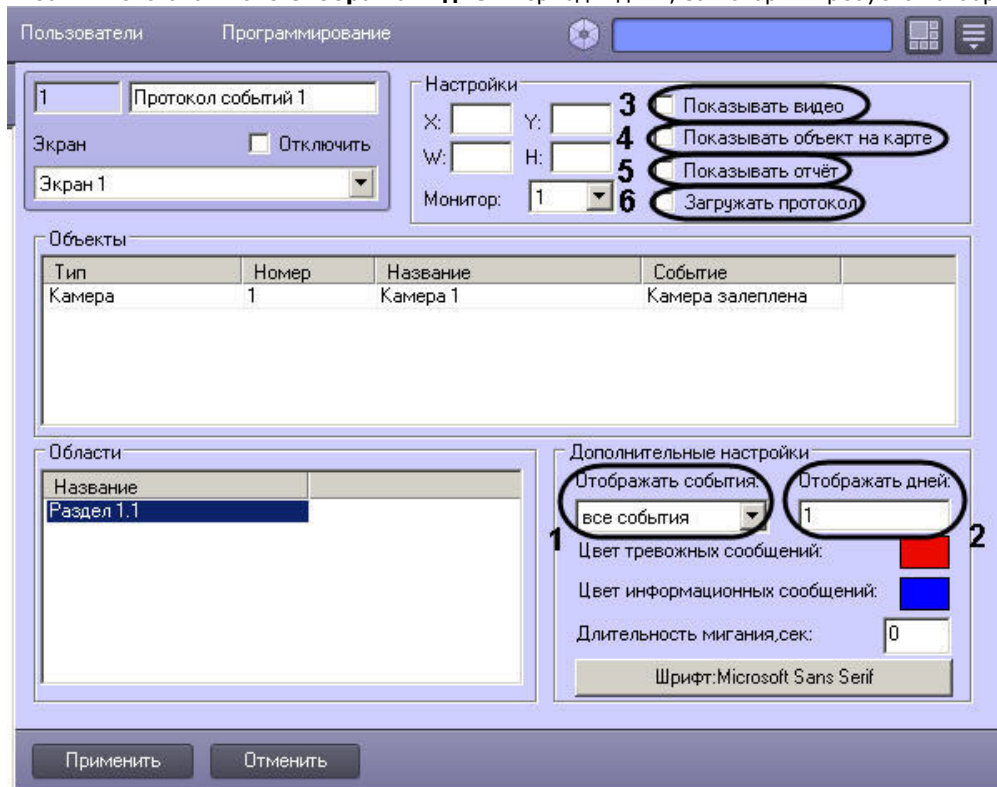 Пользователи Программирование
1 Протокол событий 1
Экран Отключить
Экран 1
Настройки
X: Y:
W: H:
Монитор: 1
3 Показывать видео
4 Показывать объект на карте
5 Показывать отчёт
6 Загружать протокол
Объекты
Тип Номер Название Событие
Камера 1 Камера 1 Камера залеплена
Области
Название
Раздел 1.1
Дополнительные настройки
Отображать события: Отображать дней:
1 все события 1 2
Цвет тревожных сообщений:
Цвет информационных сообщений:
Длительность мигания,сек: 0
Шрифт:Microsoft Sans Serif
Применить Отменить